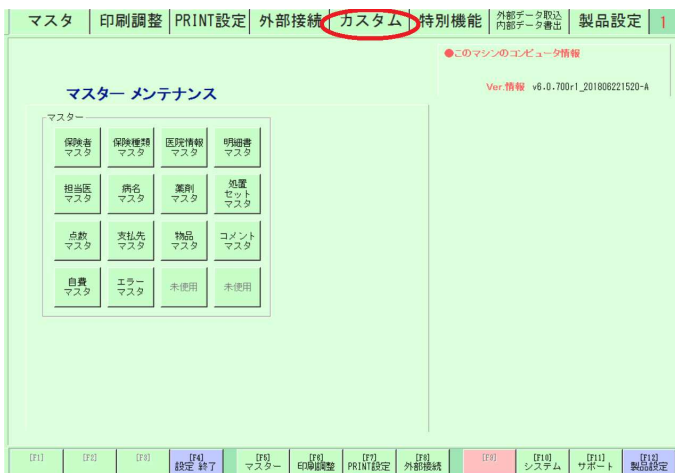 マスタ 印刷調整 PRINT設定 外部接続 カスタム 特別機能 外部データ取込 製品設定 1
内部データ書出
●このマシンのコンピュータ情報
Ver.情報 v6.0.700r1_201806221520-A
マスター メンテナンス
マスター
保険者 保険種類 医院情報 明細書
マスタ マスタ マスタ マスタ
担当医 病名 薬剤 処置
マスタ マスタ マスタ セット
マスタ
点数 支払先 物品 コメント
マスタ マスタ マスタ マスタ
自費 エラー 未使用 未使用
マスタ マスタ
[F1] [F2] [F3] [F4] [F5] [F6] [F7] [F8] [F9] [F10] [F11] [F12]
設定 終了 マスター 印刷調整 PRINT設定 外部接続 システム サポート 製品設定